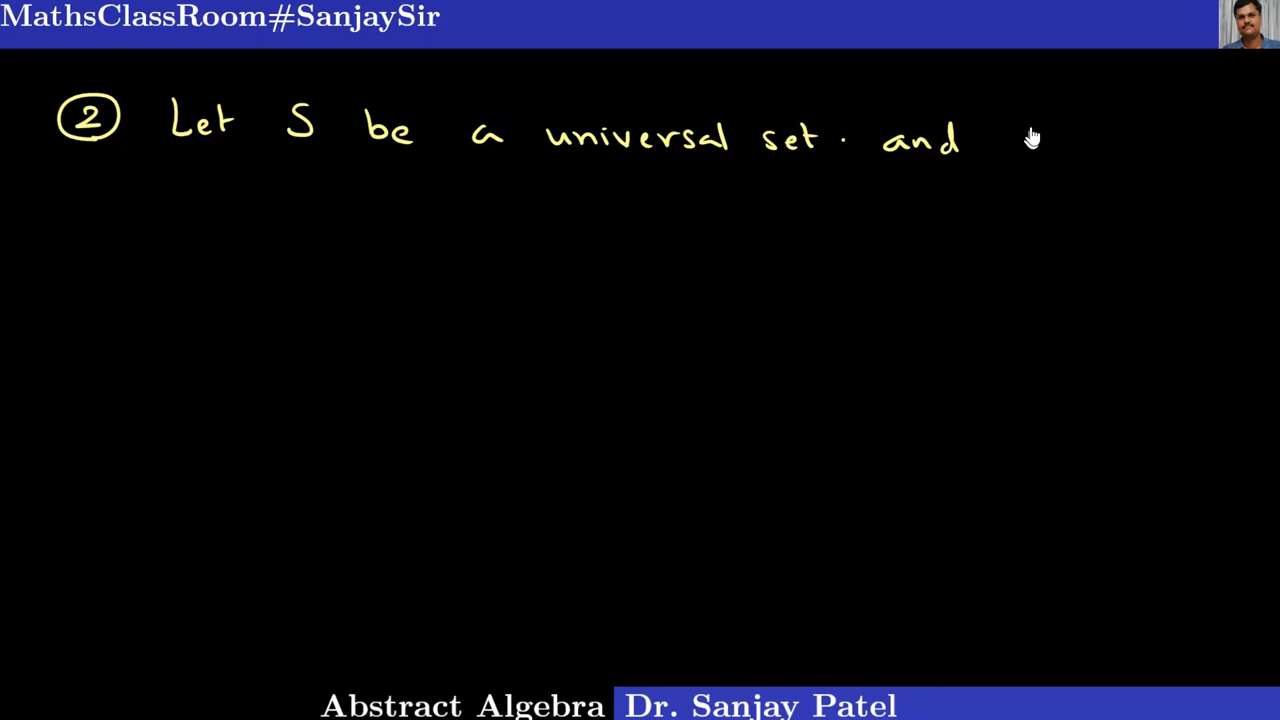 MathsClassRoom#SanjaySir
2 Let S be a universal set. and
Abstract Algebra Dr. Sanjay Patel